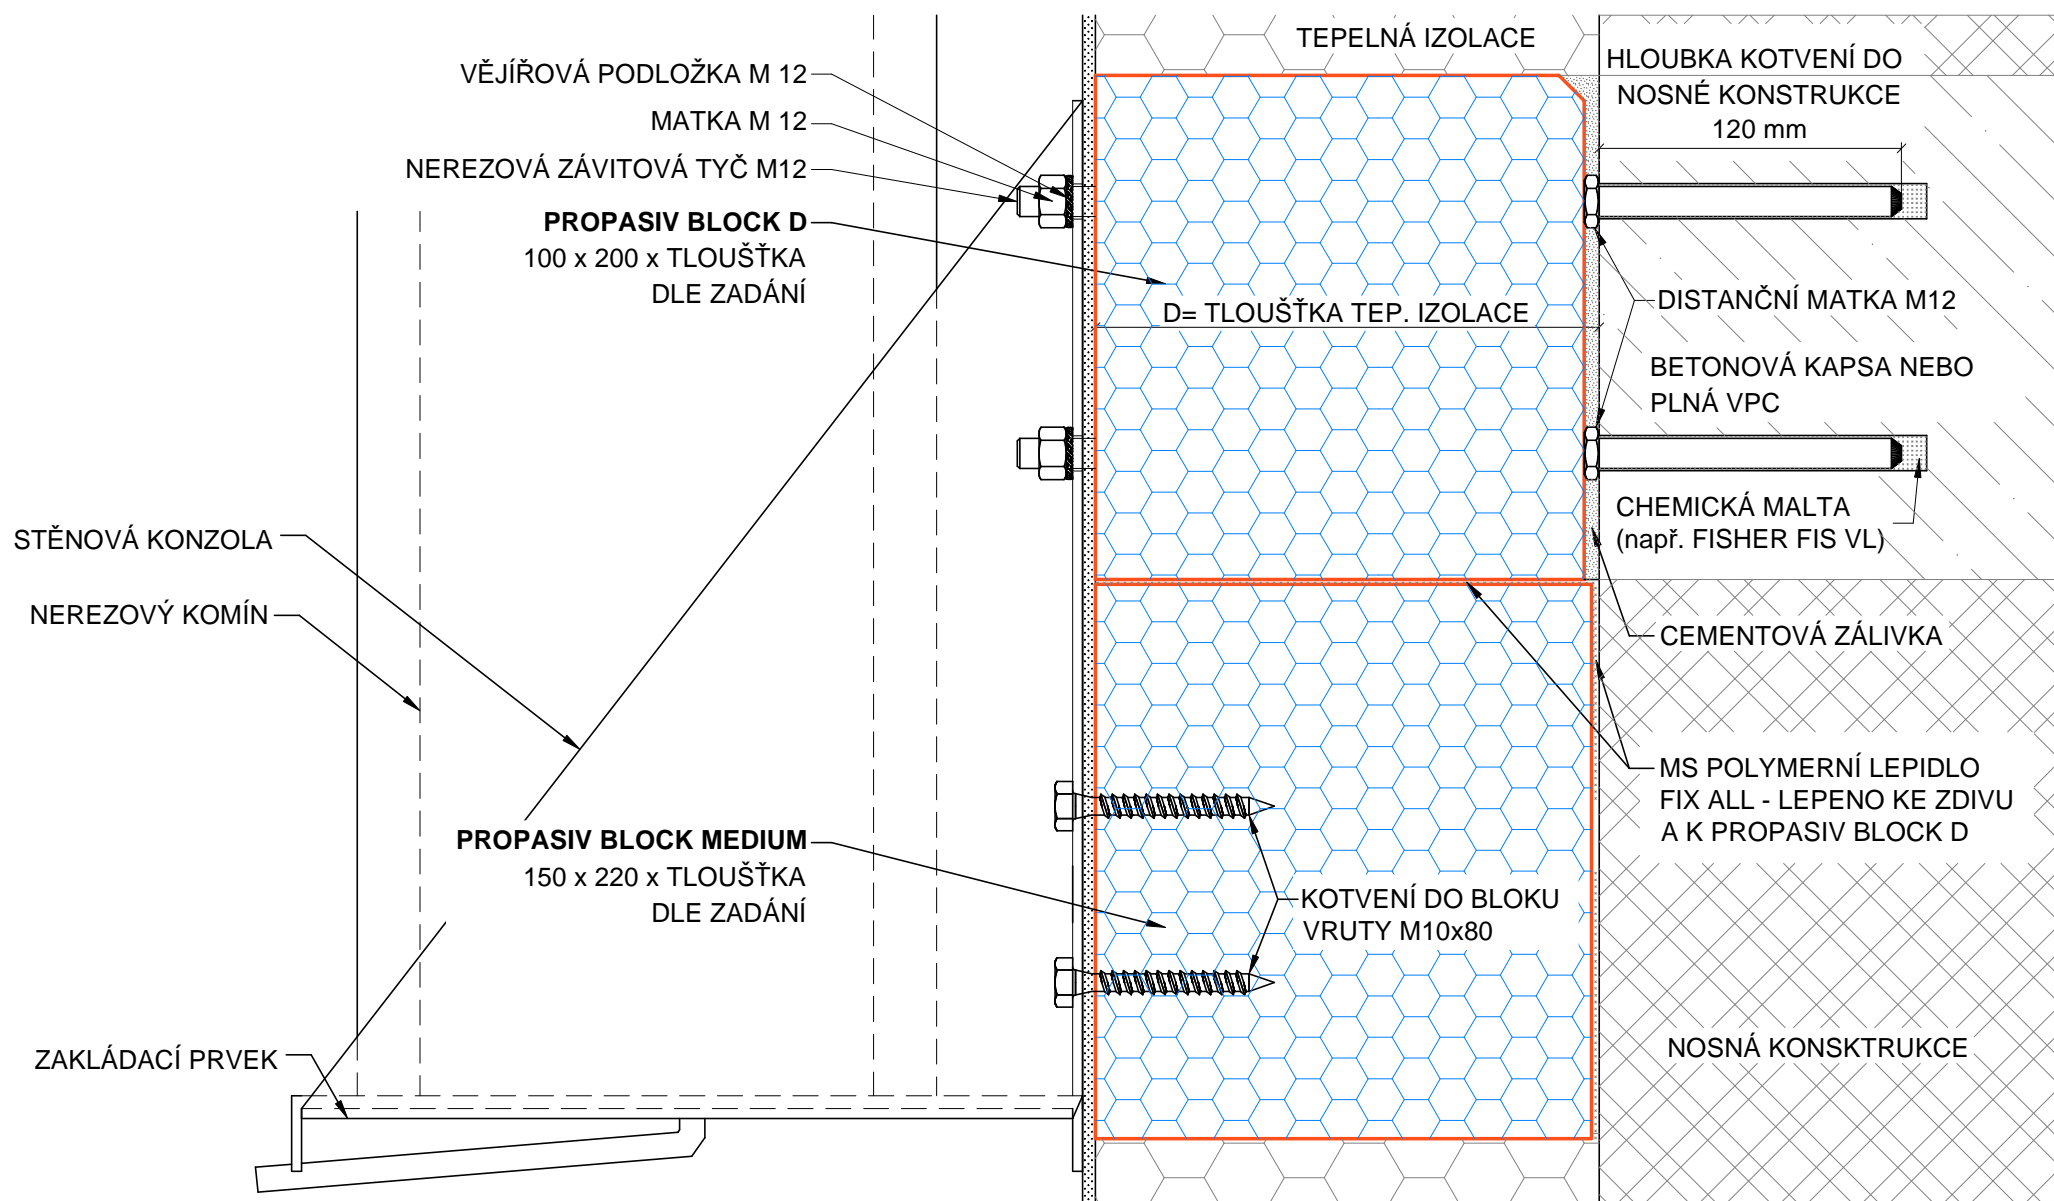 TEPELNÁ IZOLACE
HLOUBKA KOTVENÍ DO
NOSNÉ KONSTRUKCE
120 mm
VĚJÍŘOVÁ PODLOŽKA M 12
MATKA M 12
NEREZOVÁ ZÁVITOVÁ TYČ M12
PROPASIV BLOCK D
100 x 200 x TLOUŠŤKA
DLE ZADÁNÍ
D= TLOUŠŤKA TEP. IZOLACE
DISTANČNÍ MATKA M12
BETONOVÁ KAPSA NEBO
PLNÁ VPC
CHEMICKÁ MALTA
(např. FISHER FIS VL)
STĚNOVÁ KONZOLA
NEREZOVÝ KOMÍN
CEMENTOVÁ ZÁLIVKA
MS POLYMERNÍ LEPIDLO
FIX ALL - LEPENO KE ZDIVU
A K PROPASIV BLOCK D
PROPASIV BLOCK MEDIUM
150 x 220 x TLOUŠŤKA
DLE ZADÁNÍ
KOTVENÍ DO BLOKU
VRUTY M10x80
ZAKLÁDACÍ PRVEK
NOSNÁ KONSKTRUKCE